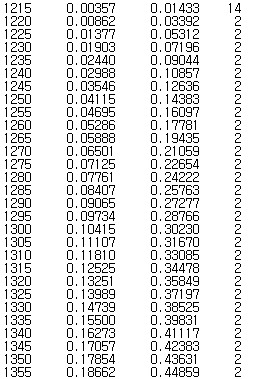 1215 0.00357 0.01433 14
1220 0.00862 0.03392 2
1225 0.01377 0.05312 2
1230 0.01903 0.07196 2
1235 0.02440 0.09044 2
1240 0.02988 0.10857 2
1245 0.03546 0.12636 2
1250 0.04115 0.14383 2
1255 0.04695 0.16097 2
1260 0.05286 0.17781 2
1265 0.05888 0.19435 2
1270 0.06501 0.21059 2
1275 0.07125 0.22654 2
1280 0.07761 0.24222 2
1285 0.08407 0.25763 2
1290 0.09065 0.27277 2
1295 0.09734 0.28766 2
1300 0.10415 0.30230 2
1305 0.11107 0.31670 2
1310 0.11810 0.33085 2
1315 0.12525 0.34478 2
1320 0.13251 0.35849 2
1325 0.13989 0.37197 2
1330 0.14739 0.38525 2
1335 0.15500 0.39831 2
1340 0.16273 0.41117 2
1345 0.17057 0.42383 2
1350 0.17854 0.43631 2
1355 0.18662 0.44859 2